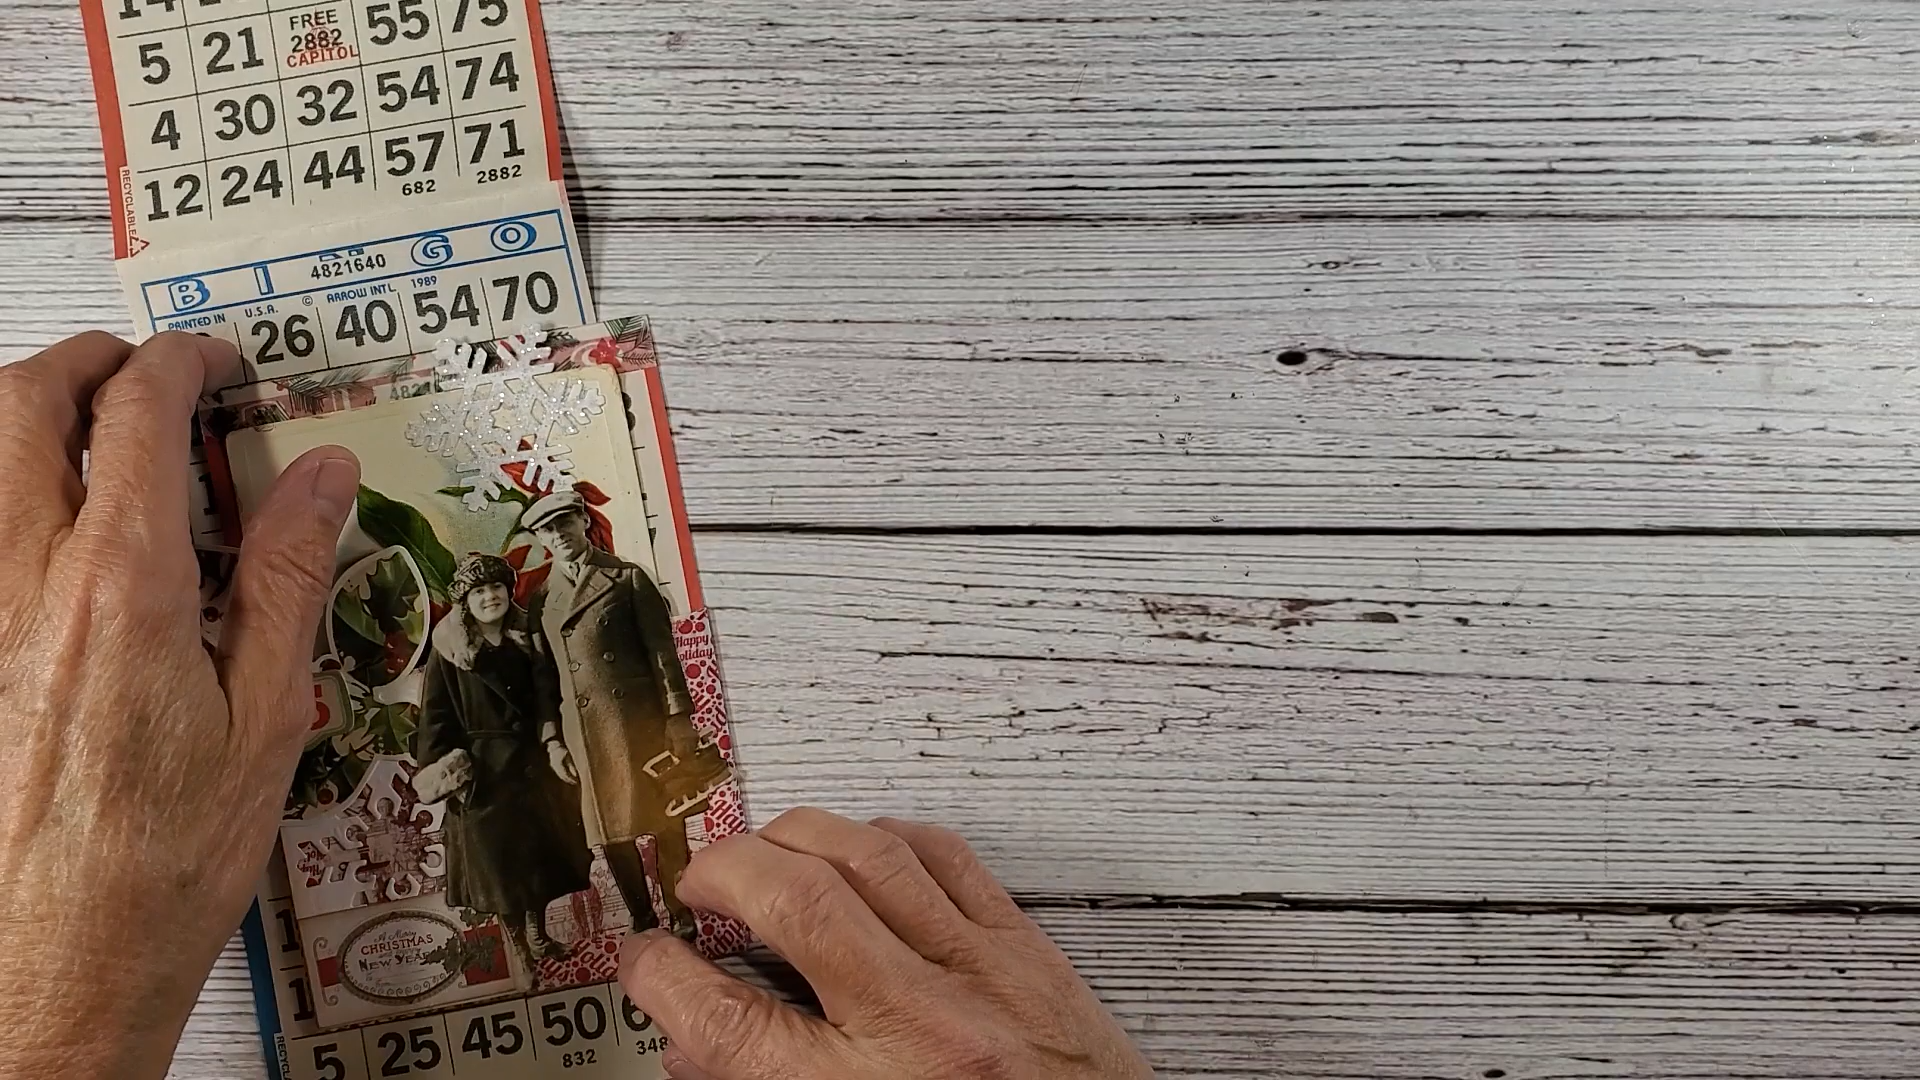 FREE
5 21 2882 55 75
CAPITOL
4 30 32 54 74
12 24 44 57 71
682 2882
RECYCLABLE
B I N G O
4821640
PRINTED IN U.S.A. © ARROW INTL 1989
26 40 54 70
Happy
Holiday
A Merry
CHRISTMAS
and
NEW YEAR
5 25 45 50
832 348